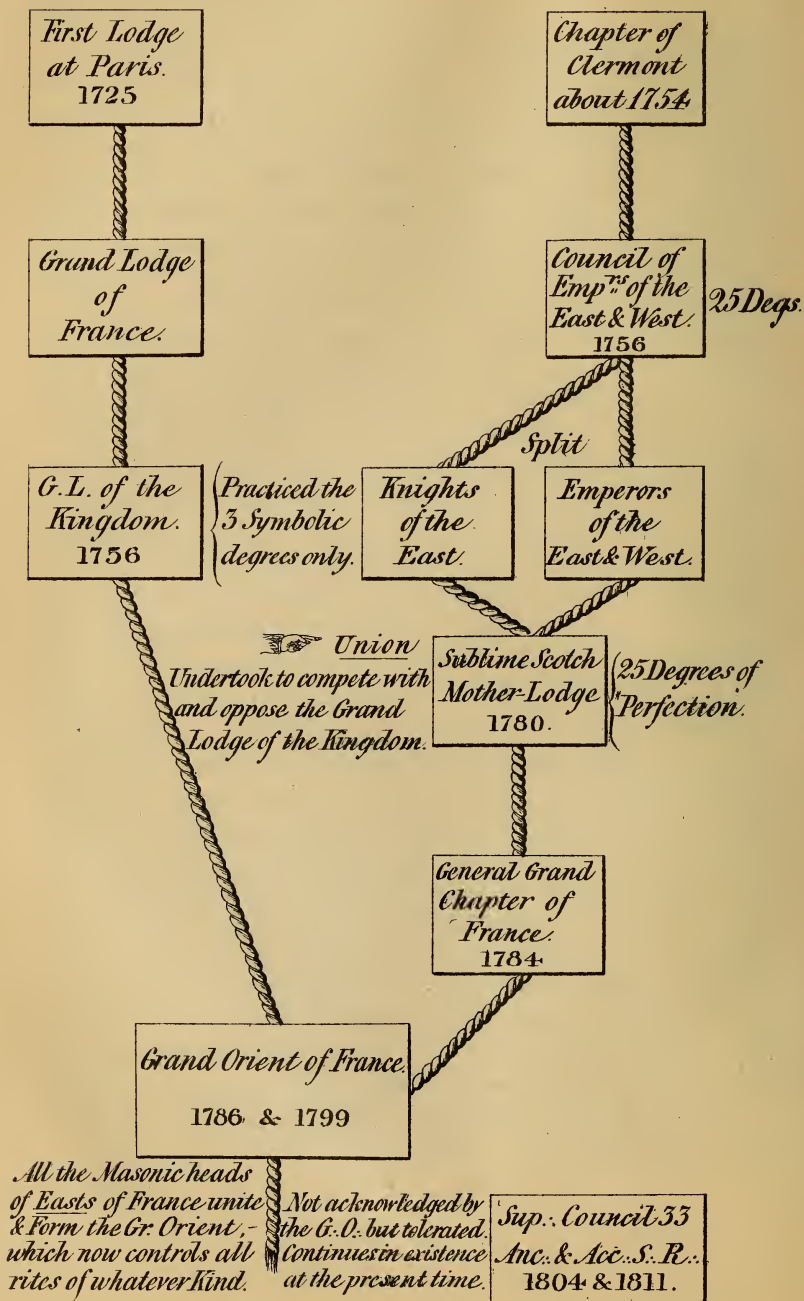 First Lodge
at Paris.
1725
Chapter of
Clermont
about 1754
Grand Lodge
of
France.
Council of
Emp.rs of the
East & West.
1756
25 Degs.
Split
G.L. of the
Kingdom.
1756
Practiced the
3 Symbolic
degrees only.
Knights
of the
East.
Emperors
of the
East & West.
Union
Undertook to compete with
and oppose the Grand
Lodge of the Kingdom.
Sublime Scotch
Mother-Lodge
1780.
25 Degrees of
Perfection.
General Grand
Chapter of
France.
1784
Grand Orient of France.
1786 & 1799
All the Masonic heads
of Easts of France unite
& Form the Gr. Orient,-
which now controls all
rites of whatever Kind.
Not acknowledged by
the G.·. O.·. but tolerated.
Continues in existence
at the present time.
Sup.·. Council 33
Anc.·. & Acc.·. S.·. R.·.
1804 & 1811.